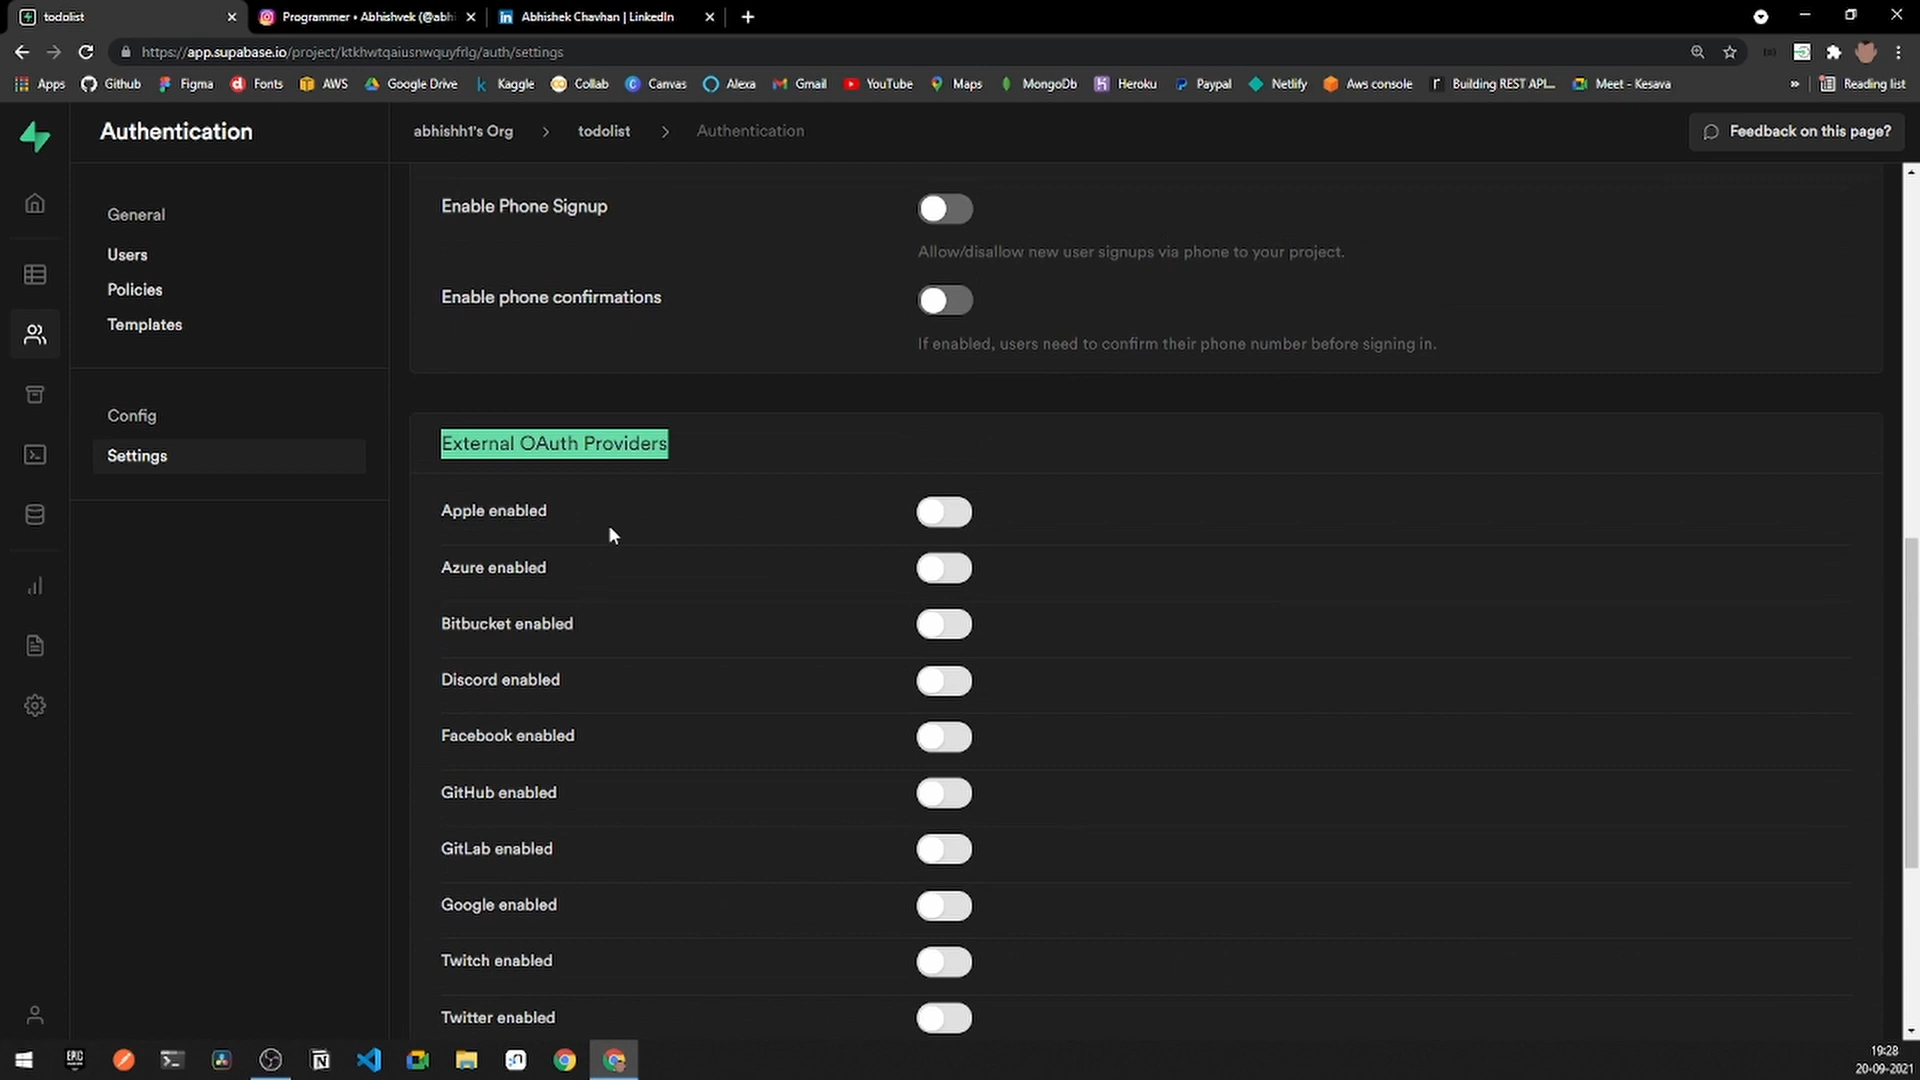 todolist
Programmer • Abhishvek (@abhi
Abhishek Chavhan | LinkedIn
https://app.supabase.io/project/ktkhwtqaiusnwquyfrlg/auth/settings
Apps
Github
Figma
Fonts
AWS
Google Drive
Kaggle
Collab
Canvas
Alexa
Gmail
YouTube
Maps
MongoDb
Heroku
Paypal
Netlify
Aws console
Building REST API...
Meet - Kesava
»
Reading list
Authentication
abhishh1's Org > todolist > Authentication
Feedback on this page?
General
Users
Policies
Templates
Config
Settings
Enable Phone Signup
Allow/disallow new user signups via phone to your project.
Enable phone confirmations
If enabled, users need to confirm their phone number before signing in.
External OAuth Providers
Apple enabled
Azure enabled
Bitbucket enabled
Discord enabled
Facebook enabled
GitHub enabled
GitLab enabled
Google enabled
Twitch enabled
Twitter enabled
EPIC
19:28
20-09-2021